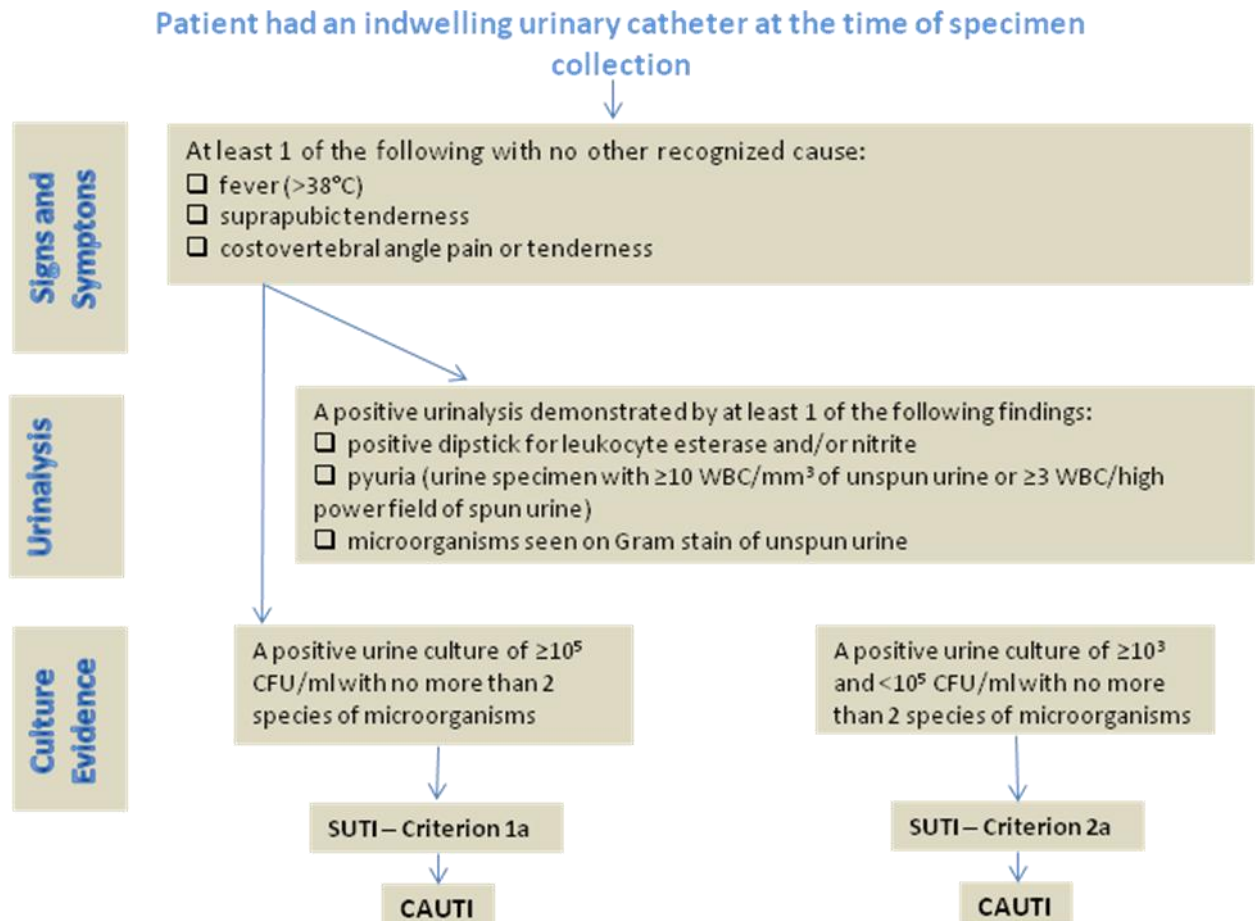 Patient had an indwelling urinary catheter at the time of specimen
collection
Signs and
Symptons
At least 1 of the following with no other recognized cause:
❑ fever (>38°C)
❑ suprapubic tenderness
❑ costovertebral angle pain or tenderness
Urinalysis
A positive urinalysis demonstrated by at least 1 of the following findings:
❑ positive dipstick for leukocyte esterase and/or nitrite
❑ pyuria (urine specimen with ≥10 WBC/mm³ of unspun urine or ≥3 WBC/high
power field of spun urine)
❑ microorganisms seen on Gram stain of unspun urine
Culture
Evidence
A positive urine culture of ≥10⁵
CFU/ml with no more than 2
species of microorganisms
A positive urine culture of ≥10³
and <10⁵ CFU/ml with no more
than 2 species of microorganisms
SUTI – Criterion 1a
SUTI – Criterion 2a
CAUTI
CAUTI